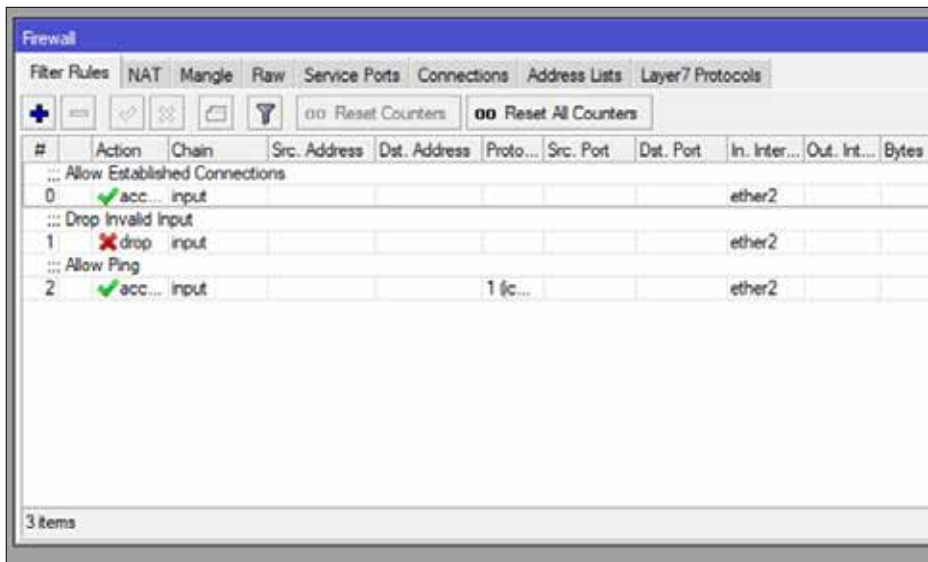 Firewall
Filter Rules NAT Mangle Raw Service Ports Connections Address Lists Layer7 Protocols
00 Reset Counters 00 Reset All Counters
# Action Chain Src. Address Dst. Address Proto... Src. Port Dst. Port In. Inter... Out. Int... Bytes
::: Allow Established Connections
0 acc... input ether2
::: Drop Invalid Input
1 drop input ether2
::: Allow Ping
2 acc... input 1 (ic... ether2
3 items